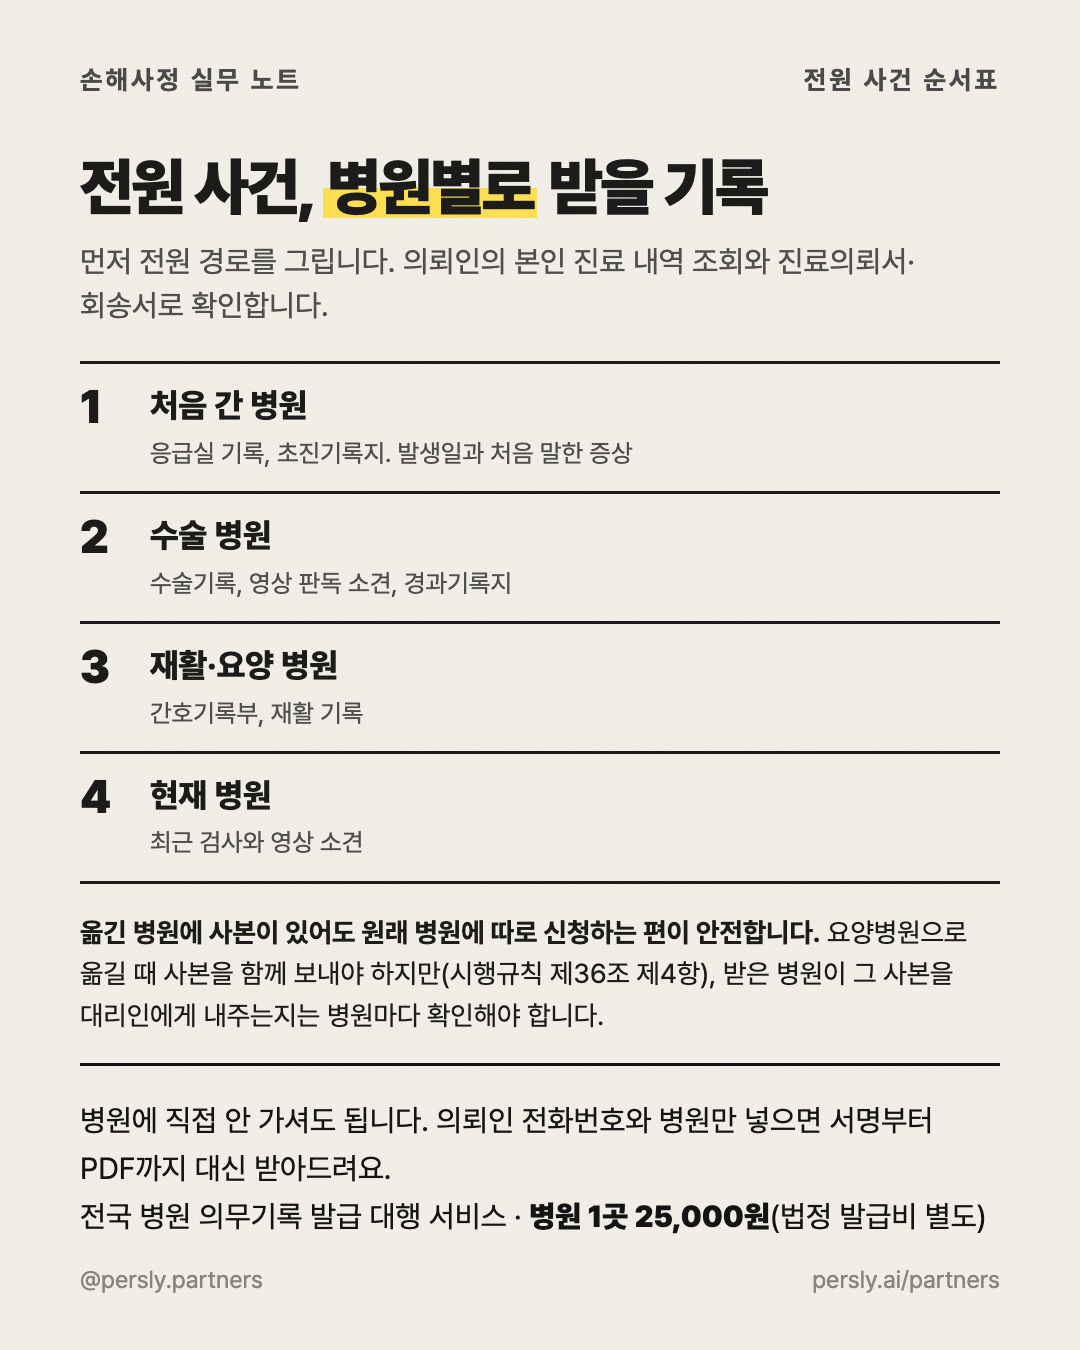 손해사정 실무 노트
전원 사건 순서표
전원 사건, 병원별로 받을 기록
먼저 전원 경로를 그립니다. 의뢰인의 본인 진료 내역 조회와 진료의뢰서·
회송서로 확인합니다.
1 처음 간 병원
응급실 기록, 초진기록지. 발생일과 처음 말한 증상
2 수술 병원
수술기록, 영상 판독 소견, 경과기록지
3 재활·요양 병원
간호기록부, 재활 기록
4 현재 병원
최근 검사와 영상 소견
옮긴 병원에 사본이 있어도 원래 병원에 따로 신청하는 편이 안전합니다. 요양병원으로
옮길 때 사본을 함께 보내야 하지만(시행규칙 제36조 제4항), 받은 병원이 그 사본을
대리인에게 내주는지는 병원마다 확인해야 합니다.
병원에 직접 안 가셔도 됩니다. 의뢰인 전화번호와 병원만 넣으면 서명부터
PDF까지 대신 받아드려요.
전국 병원 의무기록 발급 대행 서비스 · 병원 1곳 25,000원(법정 발급비 별도)
@persly.partners
persly.ai/partners